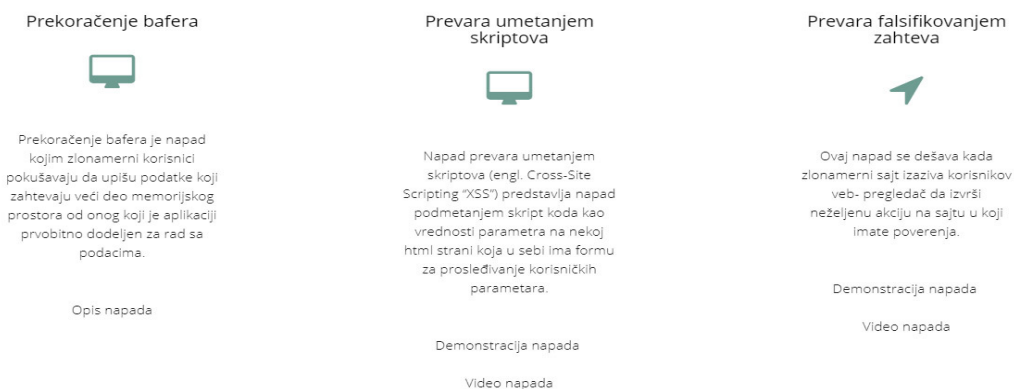 Prekoračenje bafera
Prekoračenje bafera je napad
kojim zlonamerni korisnici
pokušavaju da upišu podatke koji
zahtevaju veći deo memorijskog
prostora od onog koji je aplikaciji
prvobitno dodeljen za rad sa
podacima.
Opis napada
Prevara umetanjem
skriptova
Napad prevara umetanjem
skriptova (engl. Cross-Site
Scripting “XSS”) predstavlja napad
podmetanjem skript koda kao
vrednosti parametra na nekoj
html strani koja u sebi ima formu
za prosleđivanje korisničkih
parametara.
Demonstracija napada
Video napada
Prevara falsifikovanjem
zahteva
Ovaj napad se dešava kada
zlonamerni sajt izaziva korisnikov
veb- pregledač da izvrši
neželjenu akciju na sajtu u koji
imate poverenja.
Demonstracija napada
Video napada